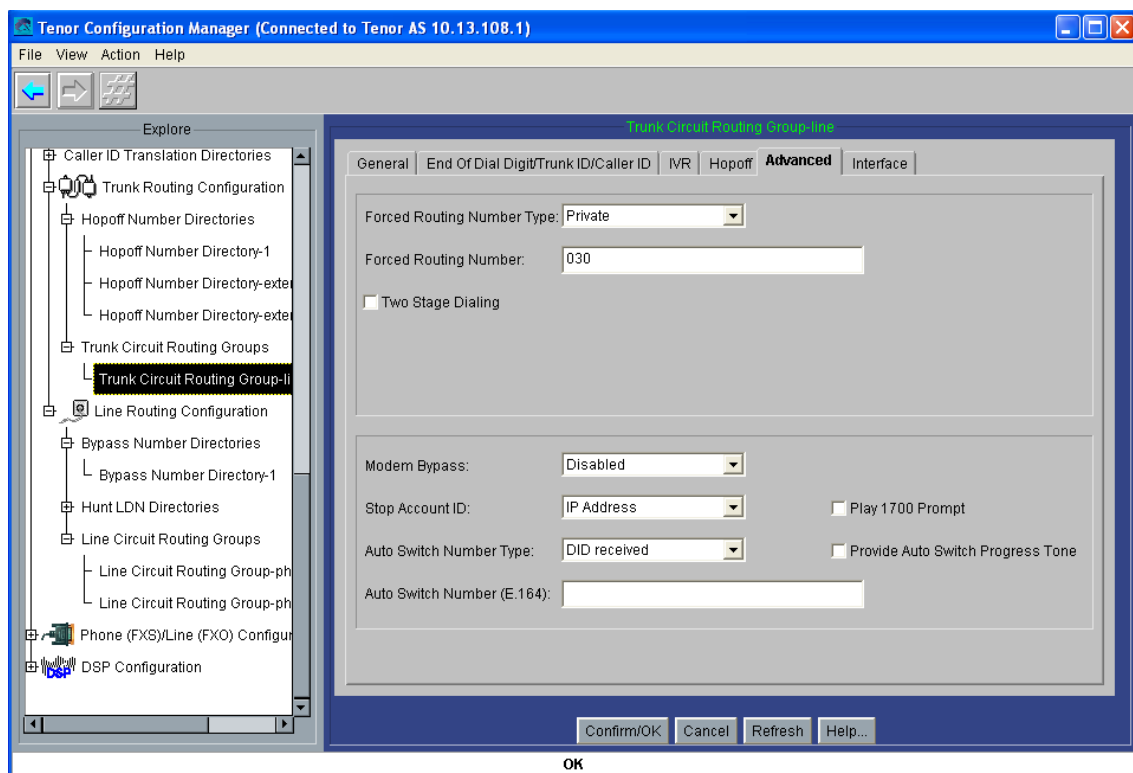 Tenor Configuration Manager (Connected to Tenor AS 10.13.108.1)
File View Action Help
Explore
Caller ID Translation Directories
Trunk Routing Configuration
Hopoff Number Directories
Hopoff Number Directory-1
Hopoff Number Directory-exter
Hopoff Number Directory-exter
Trunk Circuit Routing Groups
Trunk Circuit Routing Group-li
Line Routing Configuration
Bypass Number Directories
Bypass Number Directory-1
Hunt LDN Directories
Line Circuit Routing Groups
Line Circuit Routing Group-ph
Line Circuit Routing Group-ph
Phone (FXS)/Line (FXO) Configur
DSP DSP Configuration
Trunk Circuit Routing Group-line
General End Of Dial Digit/Trunk ID/Caller ID IVR Hopoff Advanced Interface
Forced Routing Number Type: Private
Forced Routing Number: 030
Two Stage Dialing
Modem Bypass: Disabled
Stop Account ID: IP Address Play 1700 Prompt
Auto Switch Number Type: DID received Provide Auto Switch Progress Tone
Auto Switch Number (E.164):
Confirm/OK Cancel Refresh Help...
OK